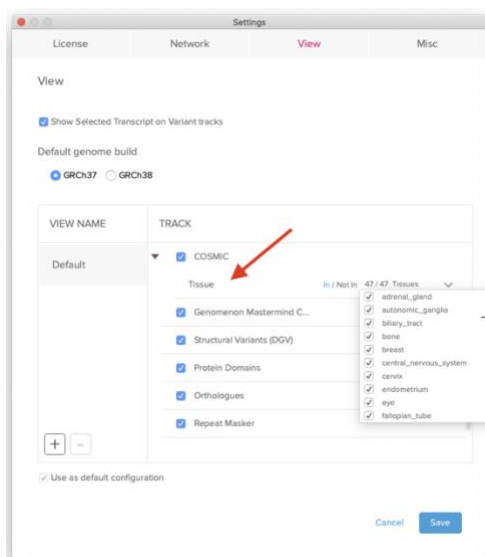 Settings
License Network View Misc
View
Show Selected Transcript on Variant tracks
Default genome build
GRCh37 GRCh38
VIEW NAME TRACK
Default
COSMIC
Tissue In / Not In 47 / 47 Tissues
adrenal_gland
Genomenon Mastermind C...
autonomic_ganglia
biliary_tract
Structural Variants (DGV)
bone
breast
Protein Domains
central_nervous_system
cervix
Orthologues
endometrium
eye
Repeat Masker
fallopian_tube
+ -
Use as default configuration
Cancel Save